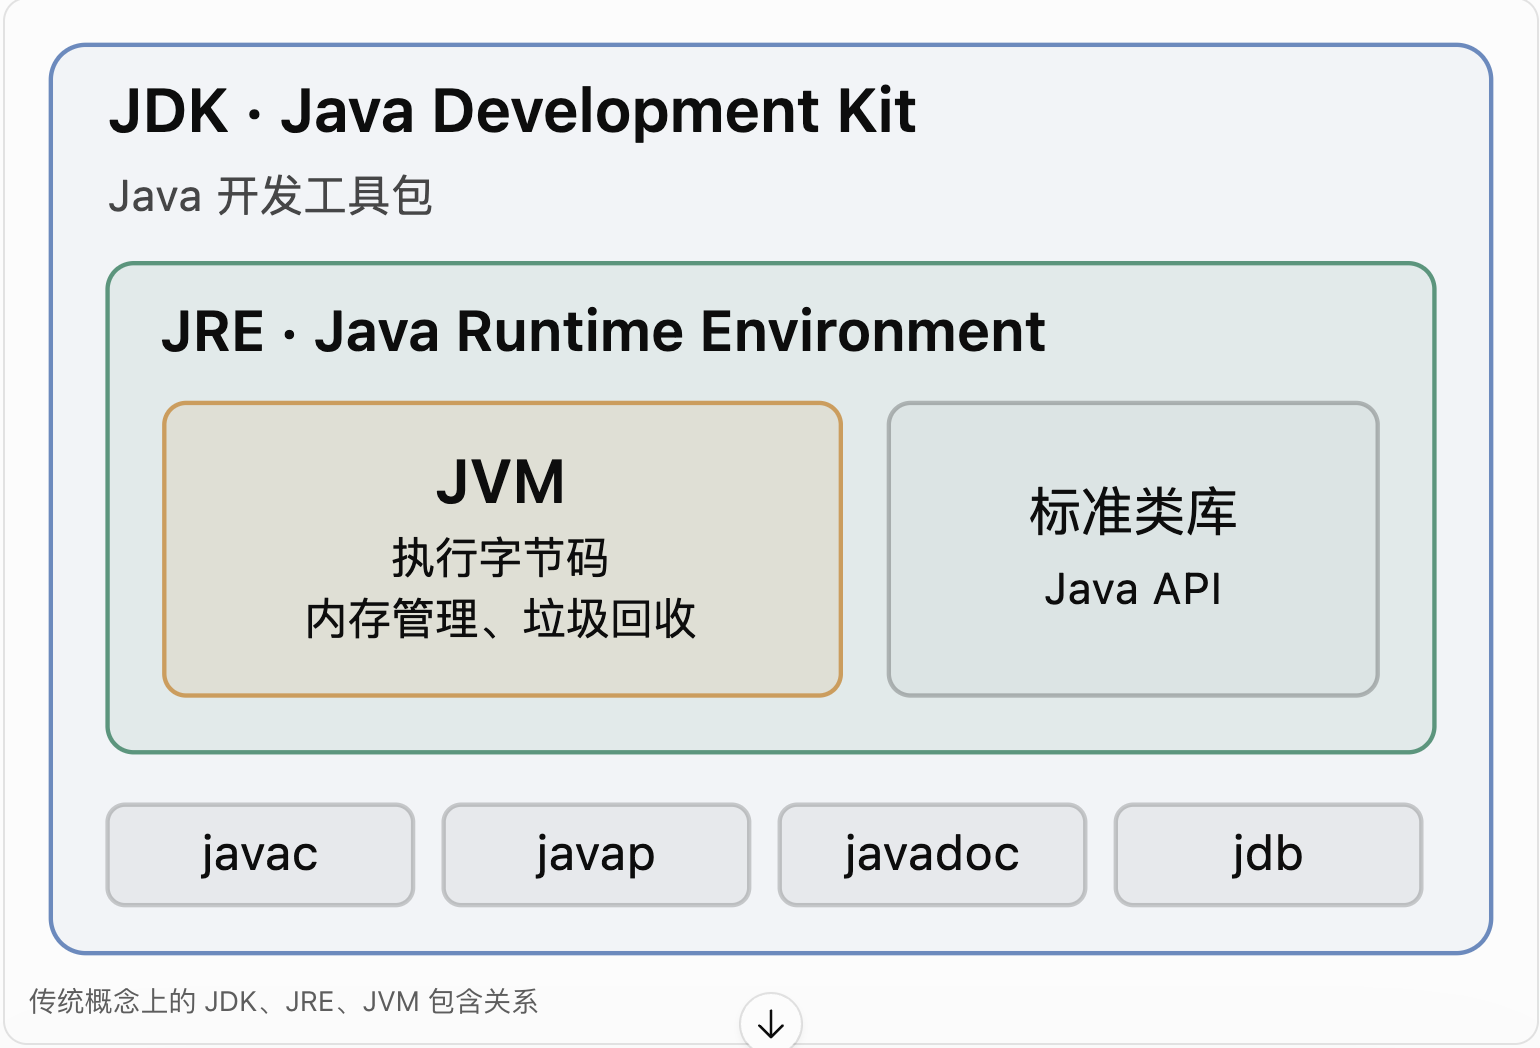 JDK · Java Development Kit
Java 开发工具包
JRE · Java Runtime Environment
JVM
执行字节码
内存管理、垃圾回收
标准类库
Java API
javac
javap
javadoc
jdb
传统概念上的 JDK、JRE、JVM 包含关系